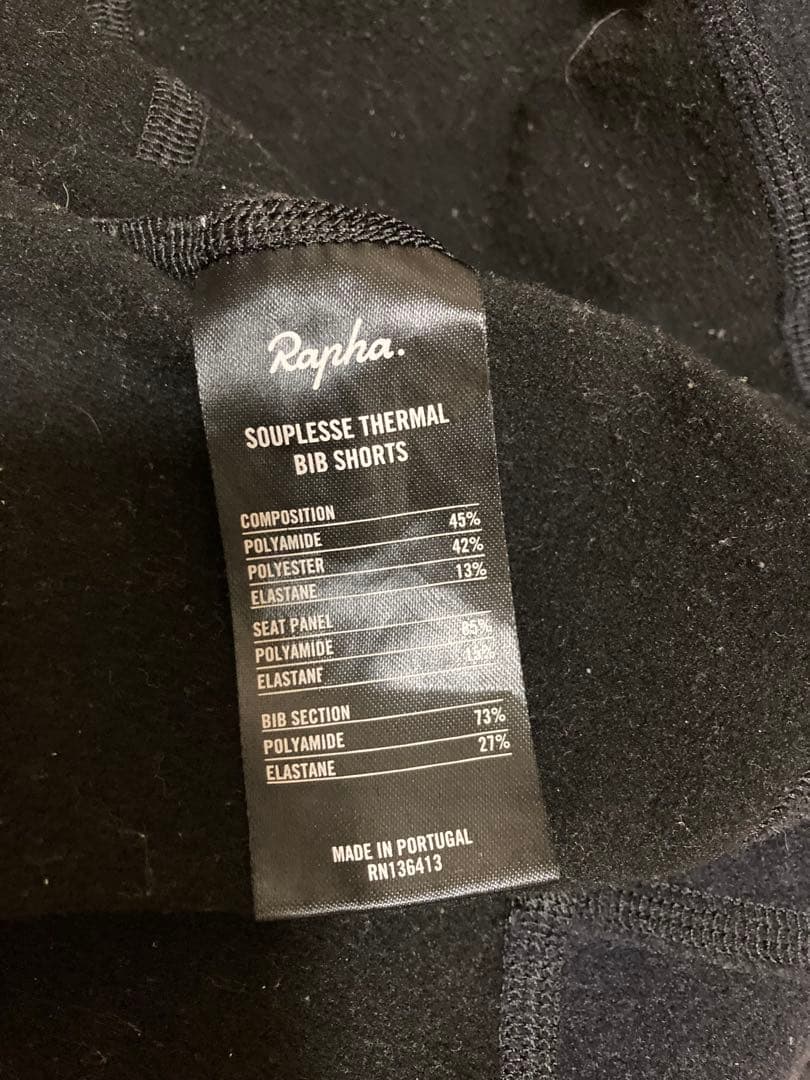 Rapha.
SOUPLESSE THERMAL
BIB SHORTS
COMPOSITION
POLYAMIDE 45%
POLYESTER 42%
ELASTANE 13%
SEAT PANEL
POLYAMIDE 85%
ELASTANE
BIB SECTION
POLYAMIDE 73%
ELASTANE 27%
MADE IN PORTUGAL
RN136413